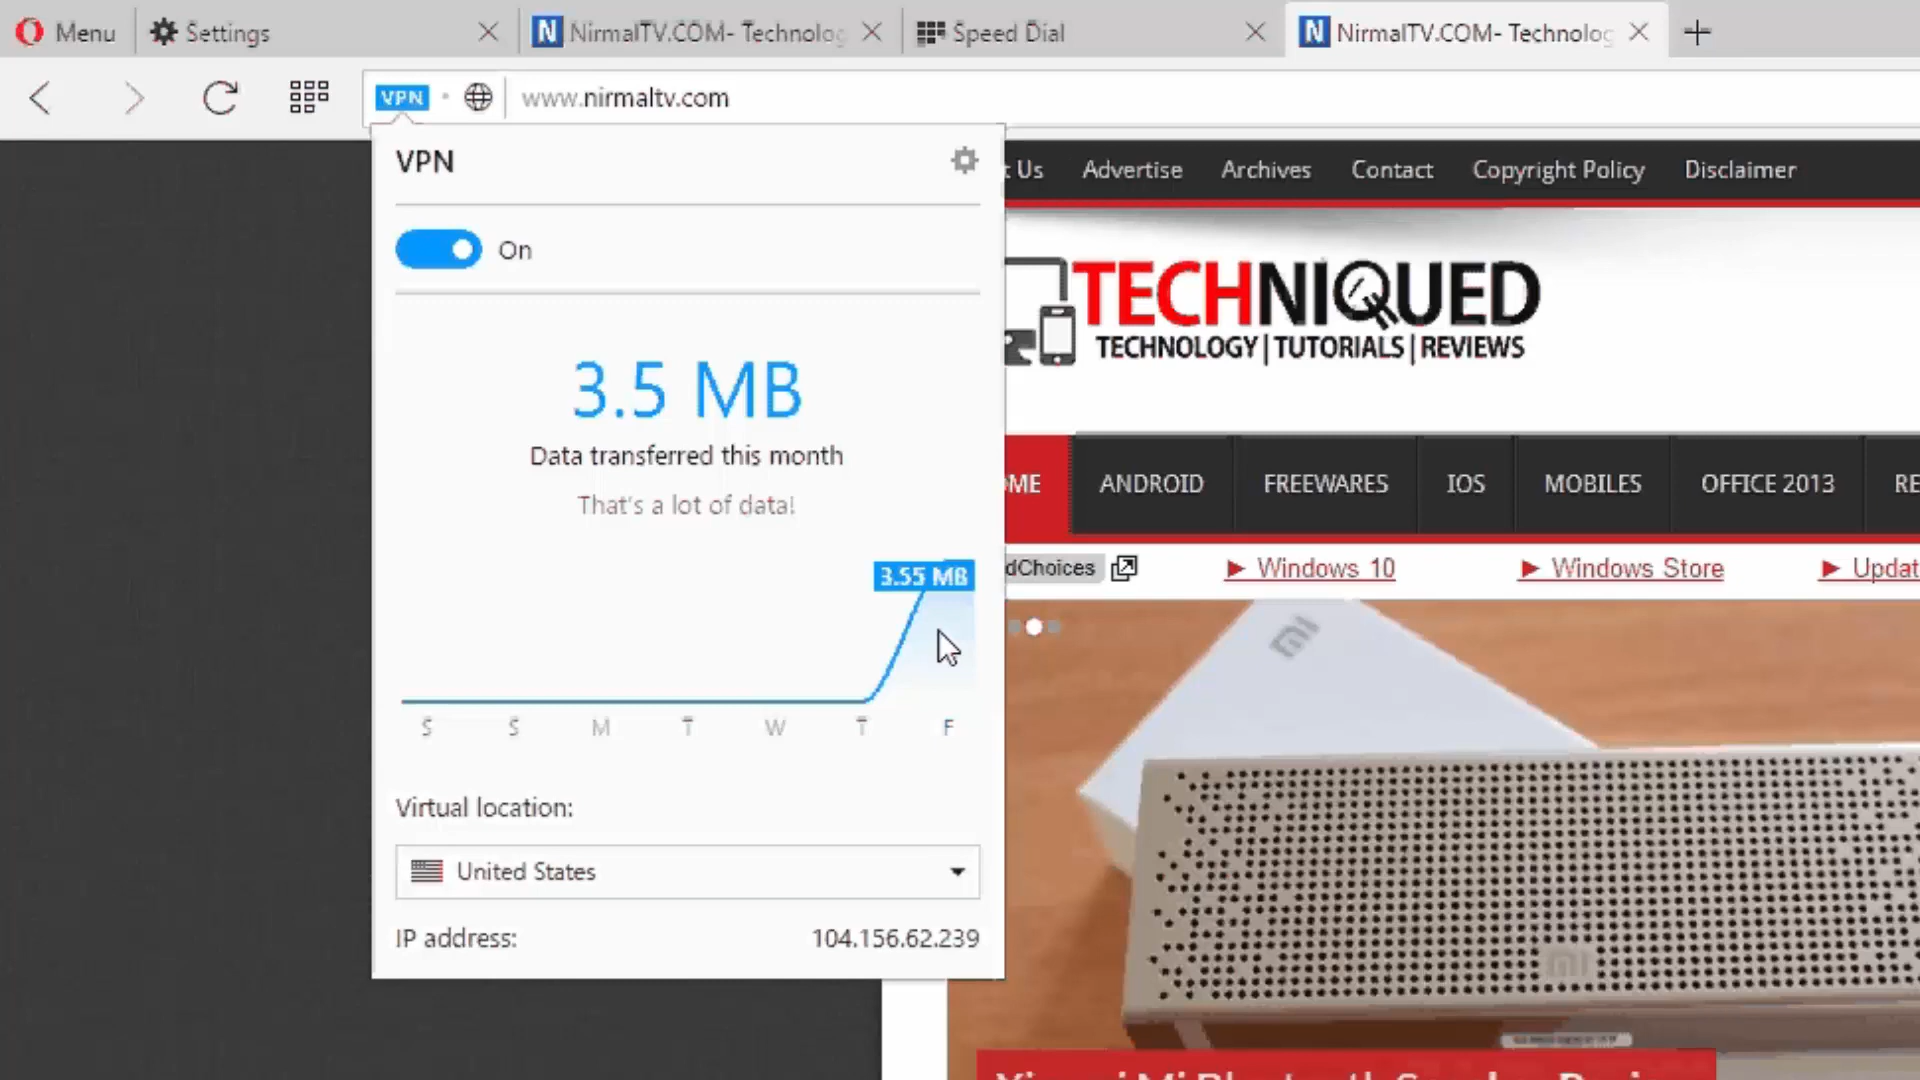 Menu
Settings
NirmalTV.COM- Technolog
Speed Dial
NirmalTV.COM- Technolog
VPN
www.nirmaltv.com
VPN
On
3.5 MB
Data transferred this month
That's a lot of data!
3.55 MB
S S M T W T F
Virtual location:
United States
IP address: 104.156.62.239
t Us Advertise Archives Contact Copyright Policy Disclaimer
TECHNIQUED
TECHNOLOGY|TUTORIALS|REVIEWS
OME ANDROID FREEWARES IOS MOBILES OFFICE 2013 RE
dChoices
Windows 10
Windows Store
Updat
mi
mi